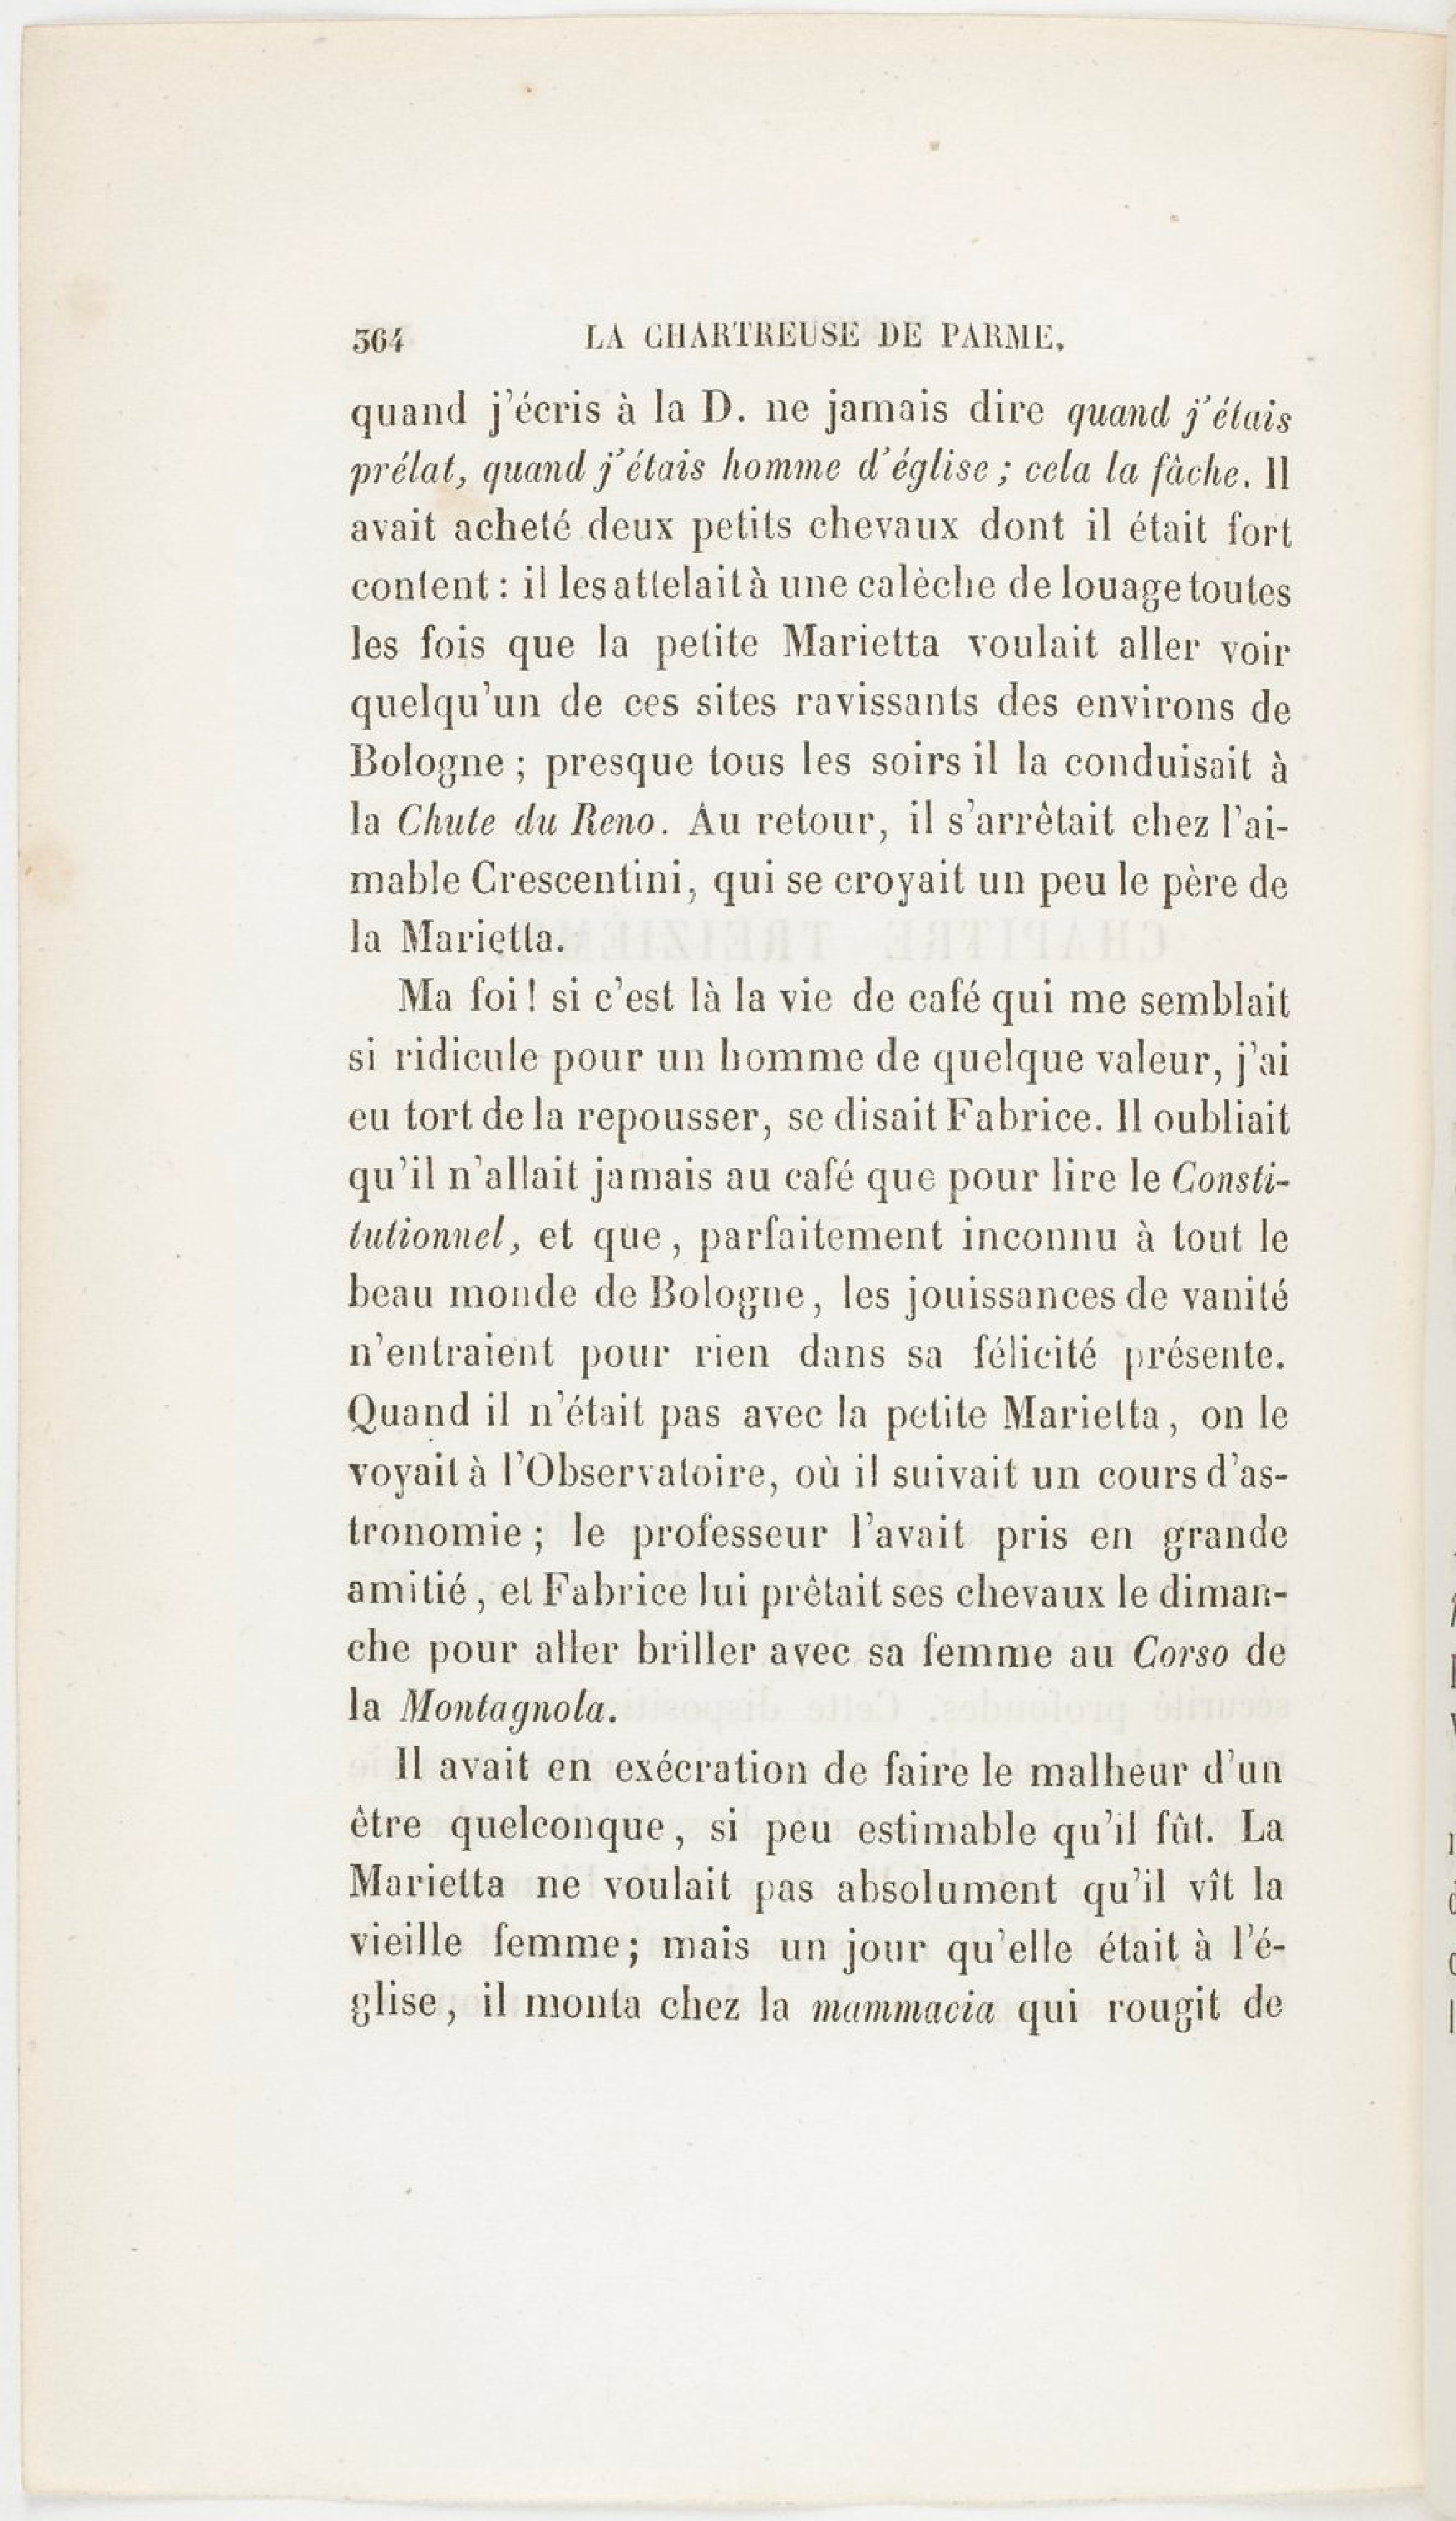 364 LA CHARTREUSE DE PARME.
quand j'écris à la D. ne jamais dire quand j'étais
prélat, quand j'étais homme d'église ; cela la fâche. Il
avait acheté deux petits chevaux dont il était fort
content : il les attelait à une calèche de louage toutes
les fois que la petite Marietta voulait aller voir
quelqu'un de ces sites ravissants des environs de
Bologne ; presque tous les soirs il la conduisait à
la Chute du Reno. Au retour, il s'arrêtait chez l'ai-
mable Crescentini, qui se croyait un peu le père de
la Marietta.
Ma foi ! si c'est là la vie de café qui me semblait
si ridicule pour un homme de quelque valeur, j'ai
eu tort de la repousser, se disait Fabrice. Il oubliait
qu'il n'allait jamais au café que pour lire le Consti-
tutionnel, et que, parfaitement inconnu à tout le
beau monde de Bologne, les jouissances de vanité
n'entraient pour rien dans sa félicité présente.
Quand il n'était pas avec la petite Marietta, on le
voyait à l'Observatoire, où il suivait un cours d'as-
tronomie ; le professeur l'avait pris en grande
amitié, et Fabrice lui prêtait ses chevaux le diman-
che pour aller briller avec sa femme au Corso de
la Montagnola.
Il avait en exécration de faire le malheur d'un
être quelconque, si peu estimable qu'il fût. La
Marietta ne voulait pas absolument qu'il vît la
vieille femme ; mais un jour qu'elle était à l'é-
glise, il monta chez la mammacia qui rougit de